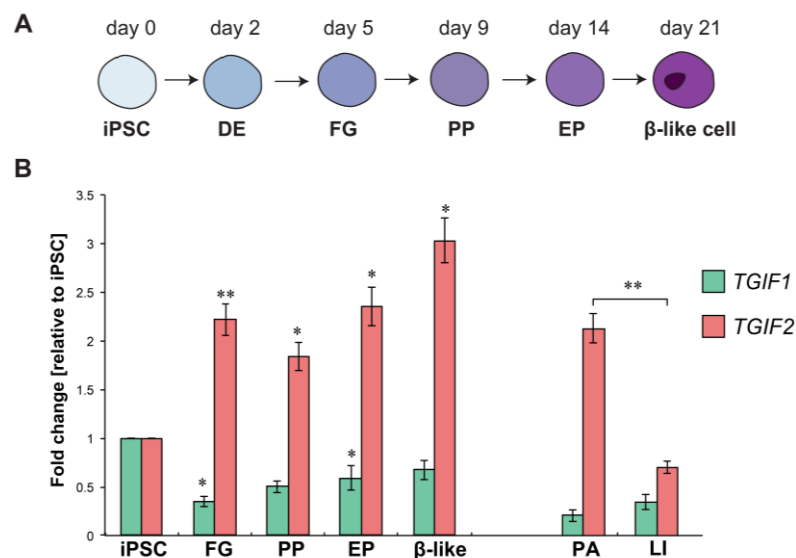 A
day 0 day 2 day 5 day 9 day 14 day 21
iPSC DE FG PP EP β-like cell
B
Fold change [relative to iPSC]
3.5
3
2.5
2
1.5
1
0.5
0
* ** * * * *
**
TGIF1
TGIF2
iPSC FG PP EP β-like PA LI